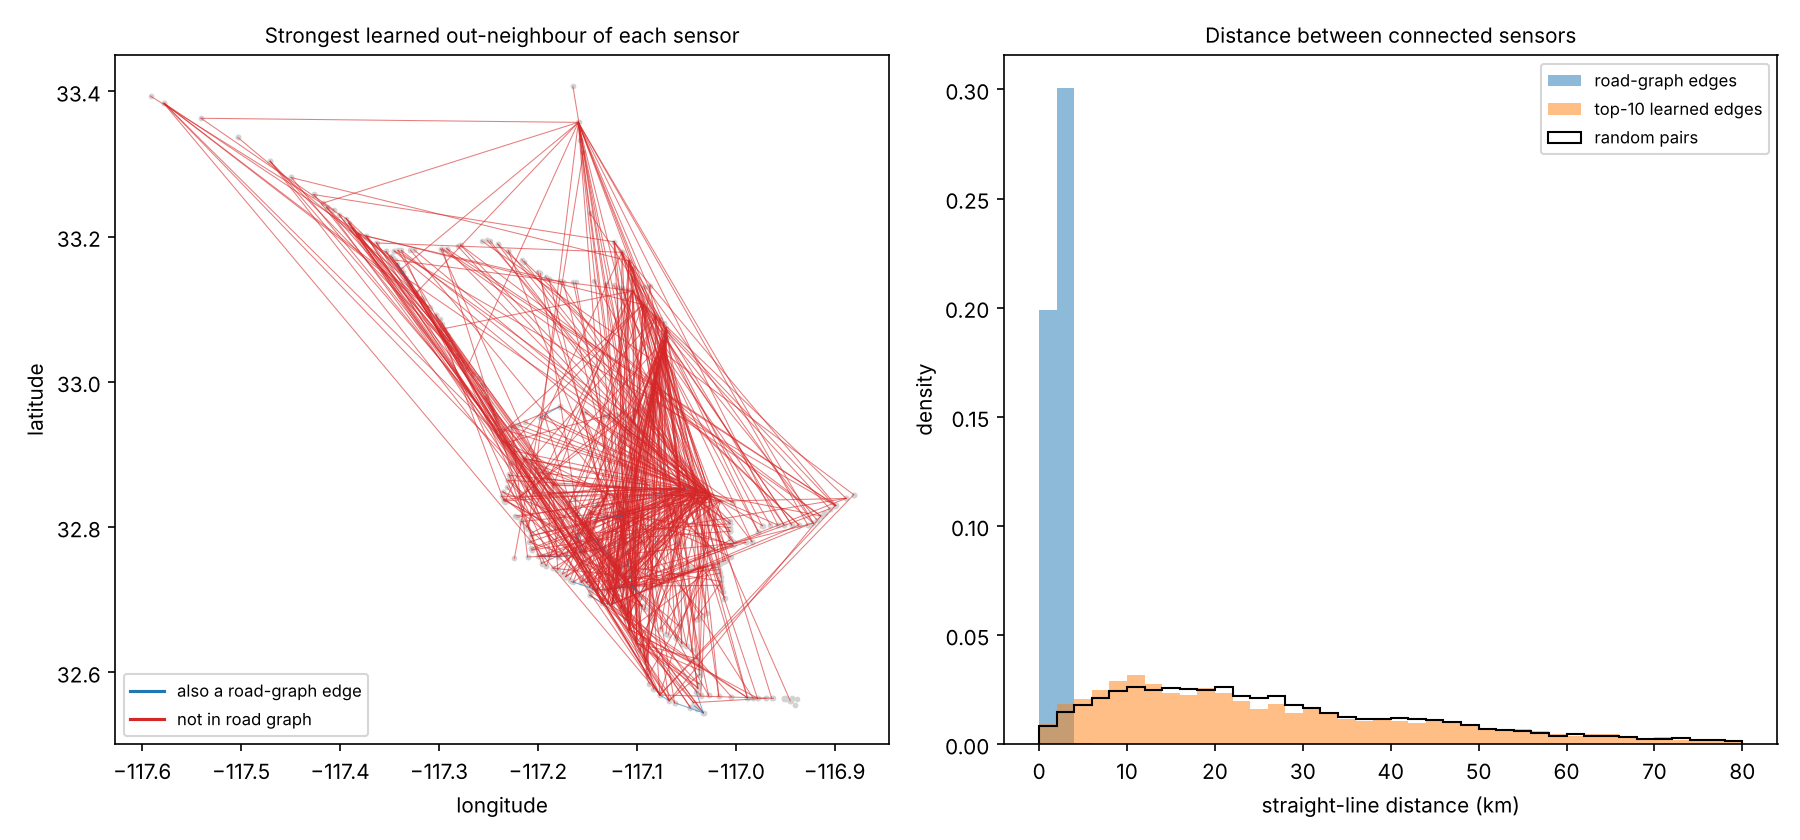 Strongest learned out-neighbour of each sensor
33.4
33.2
33.0
32.8
32.6
latitude
also a road-graph edge
not in road graph
−117.6
−117.5
−117.4
−117.3
−117.2
−117.1
−117.0
−116.9
longitude
Distance between connected sensors
0.30
0.25
0.20
0.15
0.10
0.05
0.00
density
road-graph edges
top-10 learned edges
random pairs
0
10
20
30
40
50
60
70
80
straight-line distance (km)